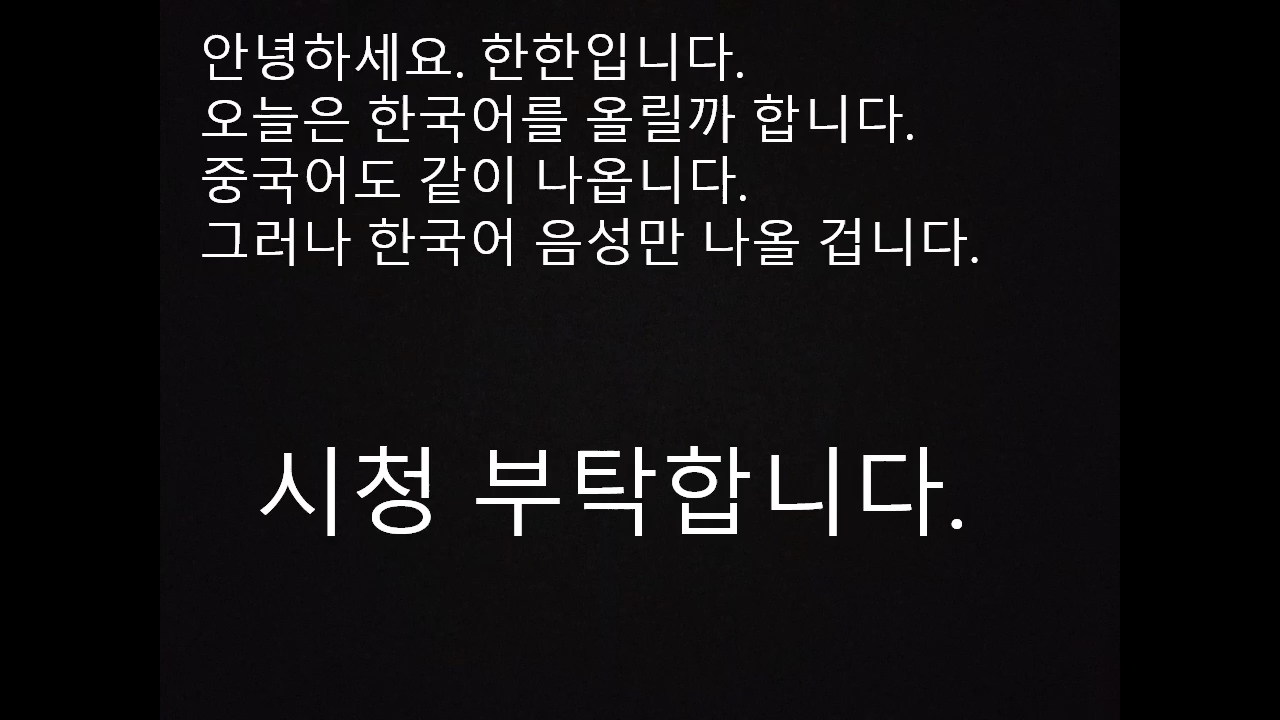 안녕하세요. 한한입니다.
오늘은 한국어를 올릴까 합니다.
중국어도 같이 나옵니다.
그러나 한국어 음성만 나올 겁니다.
시청 부탁합니다.